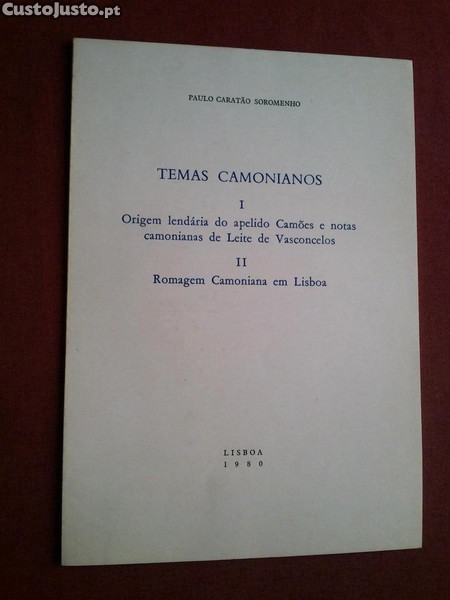 CustoJusto.pt
PAULO CARATÃO SOROMENHO
TEMAS CAMONIANOS
I
Origem lendária do apelido Camões e notas
camonianas de Leite de Vasconcelos
II
Romagem Camoniana em Lisboa
LISBOA
1980